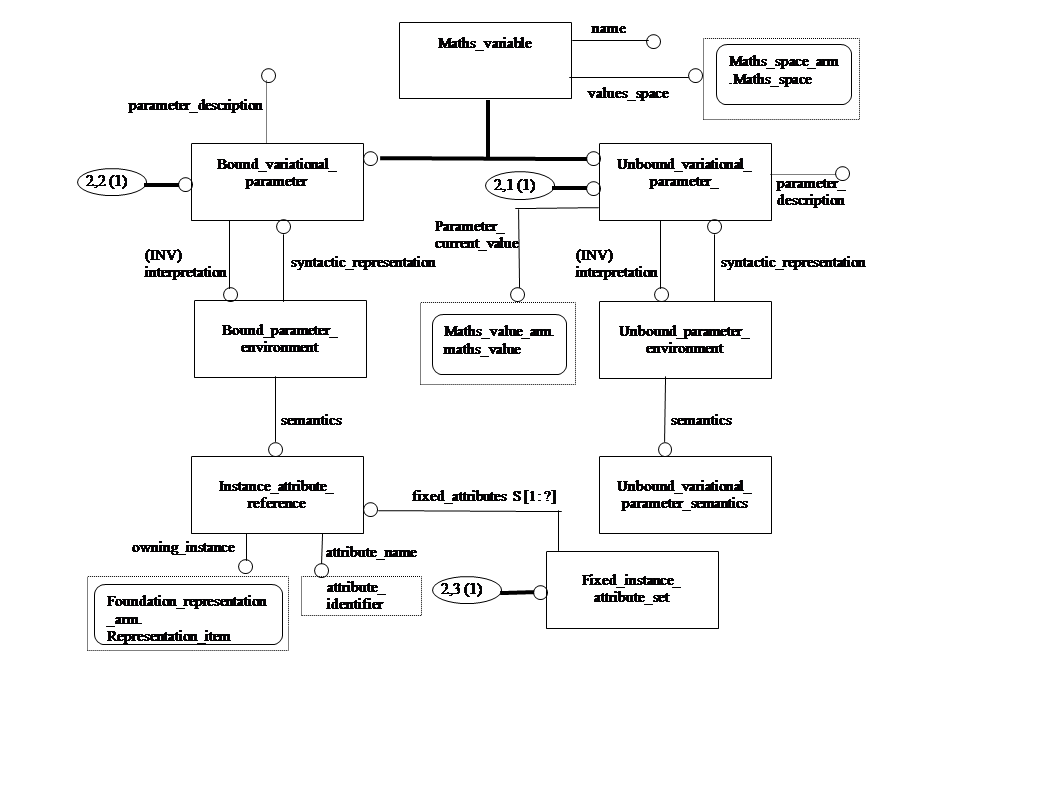 name
Maths_variable
Maths_space_arm
.Maths_space
values_space
parameter_description
Bound_variational_
parameter
Unbound_variational_
parameter_
2,2 (1)
2,1 (1)
parameter_
description
Parameter_
current_value
(INV)
interpretation
syntactic_representation
(INV)
interpretation
syntactic_representation
Bound_parameter_
environment
Maths_value_arm.
maths_value
Unbound_parameter_
environment
semantics
semantics
Instance_attribute_
reference
fixed_attributes S[1:?]
Unbound_variational_
parameter_semantics
owning_instance
attribute_name
Foundation_representation
_arm.
Representation_item
attribute_
identifier
2,3 (1)
Fixed_instance_
attribute_set